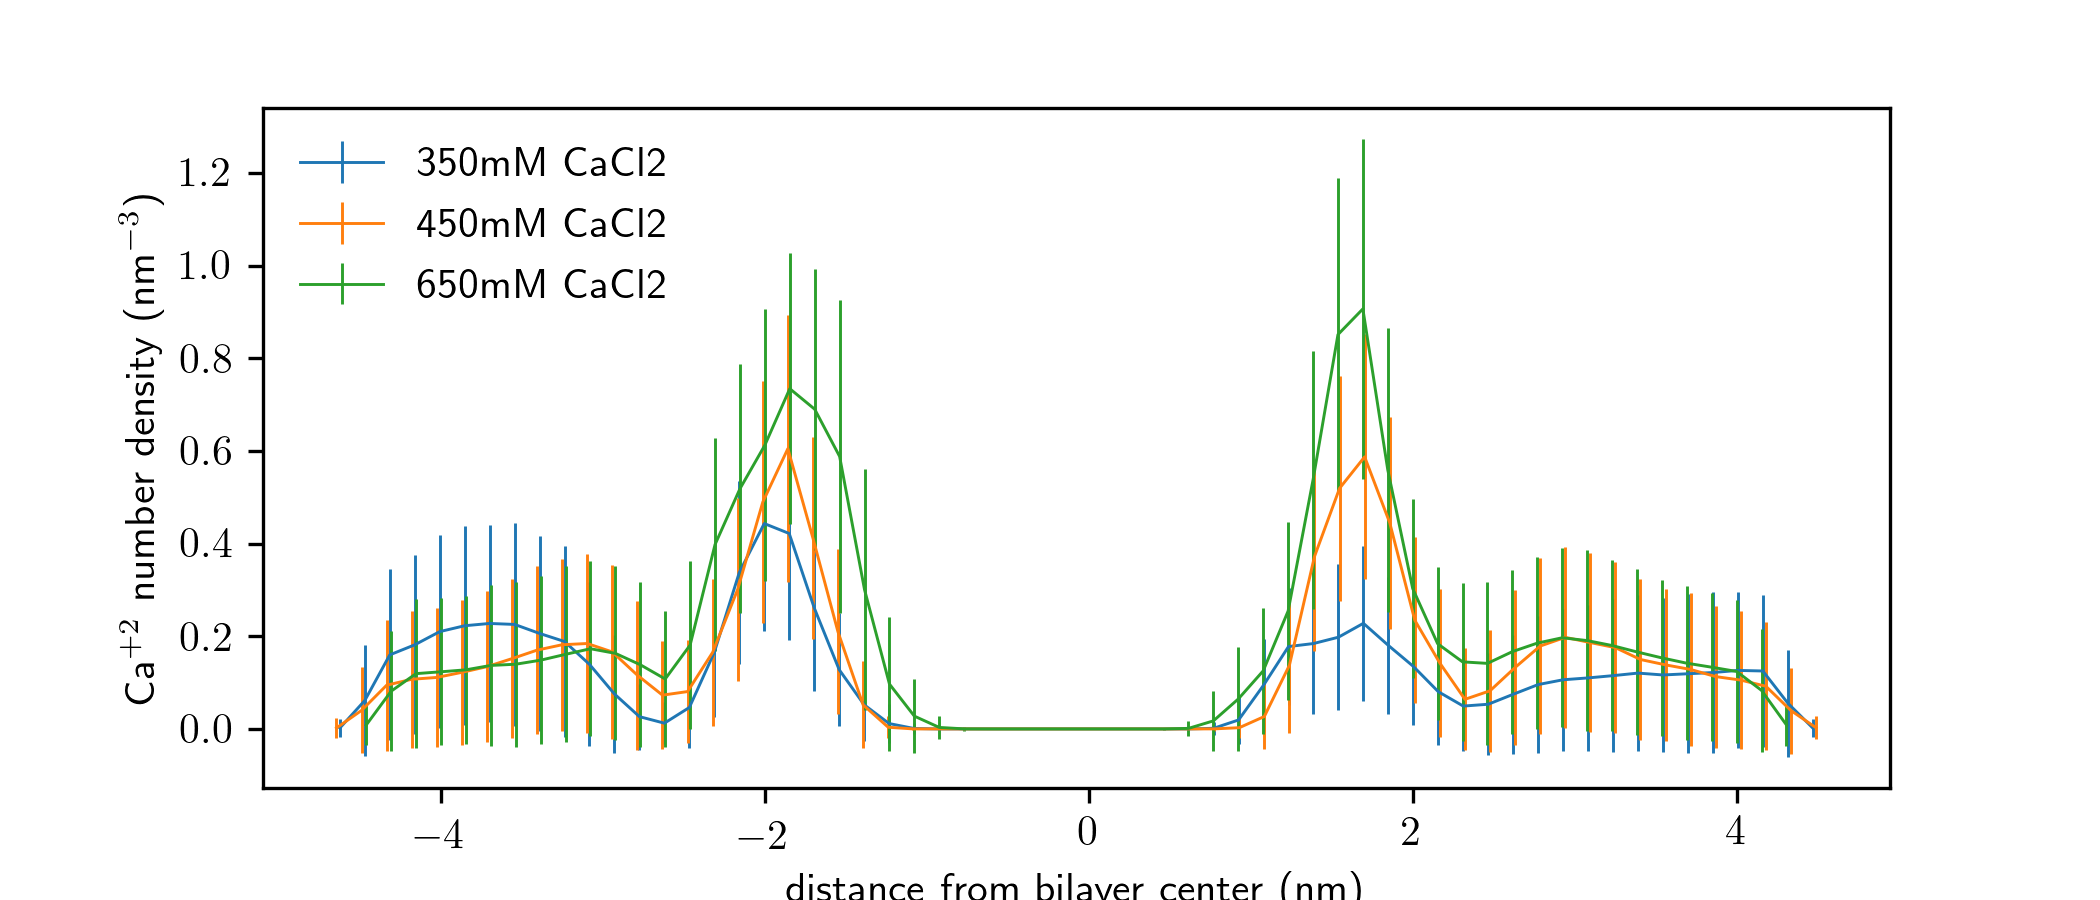 350mM CaCl2
450mM CaCl2
650mM CaCl2
1.2
1.0
0.8
0.6
0.4
0.2
0.0
Ca⁺² number density (nm⁻³)
−4 −2 0 2 4
distance from bilayer center (nm)